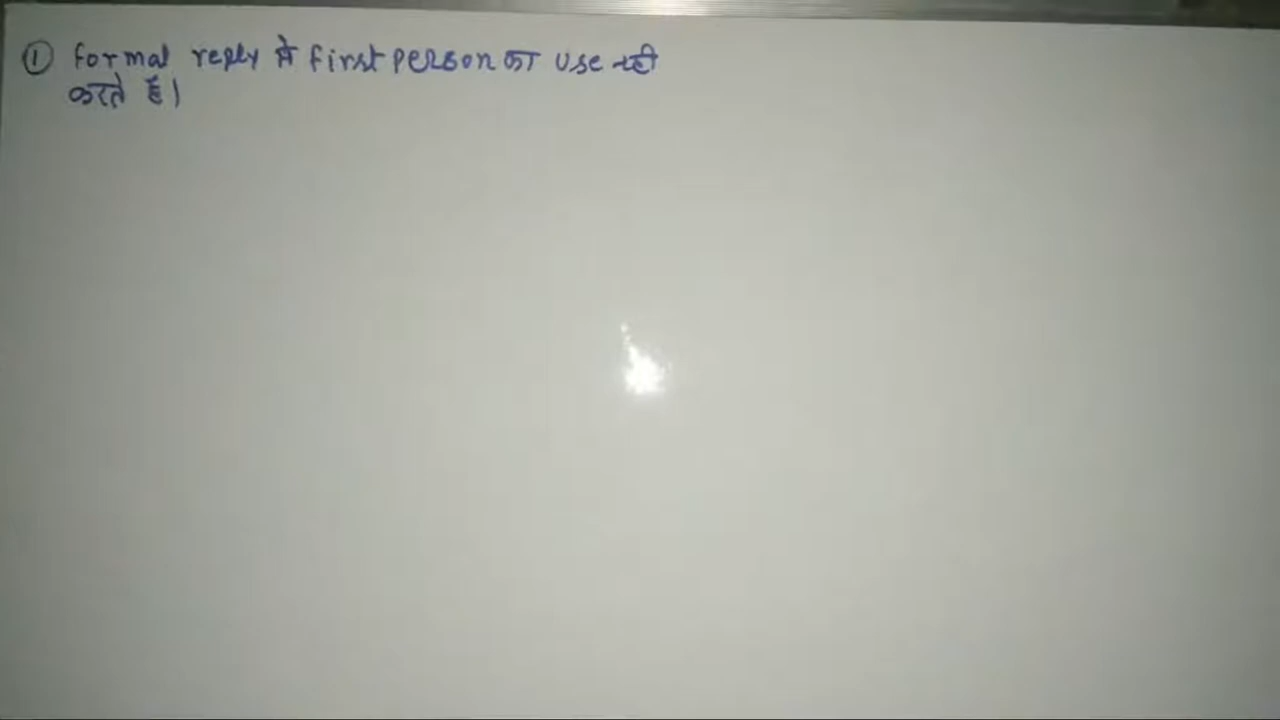 ① Formal reply मे first person का use नही
करते हैं।